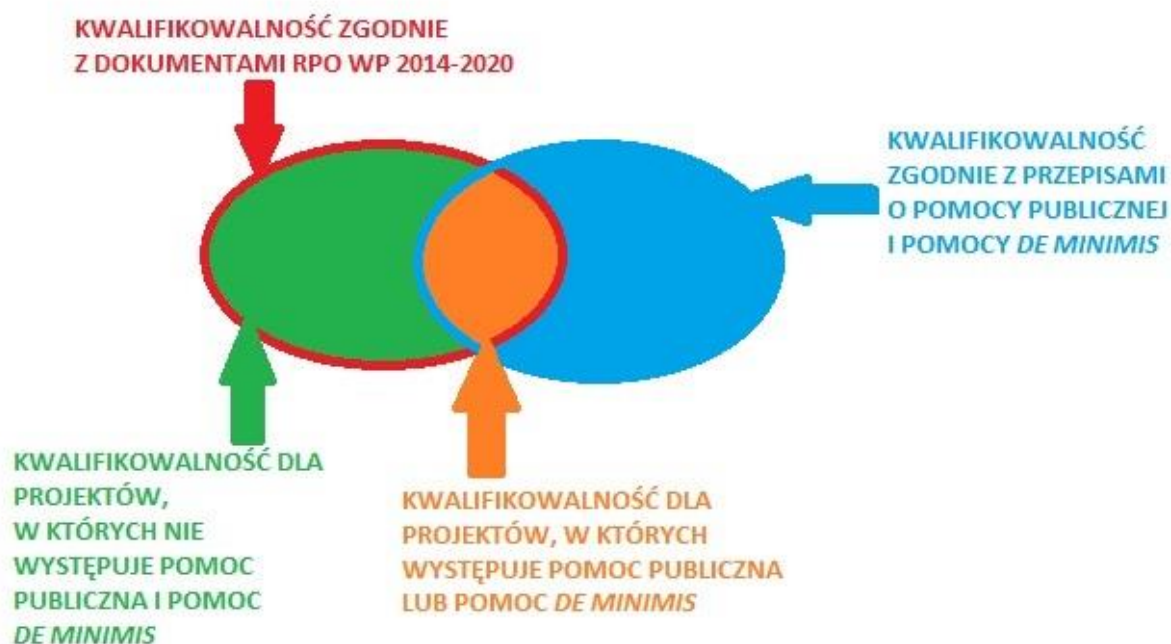 KWALIFIKOWALNOŚĆ ZGODNIE
Z DOKUMENTAMI RPO WP 2014-2020
KWALIFIKOWALNOŚĆ
ZGODNIE Z PRZEPISAMI
O POMOCY PUBLICZNEJ
I POMOCY DE MINIMIS
KWALIFIKOWALNOŚĆ DLA
PROJEKTÓW,
W KTÓRYCH NIE
WYSTĘPUJE POMOC
PUBLICZNA I POMOC
DE MINIMIS
KWALIFIKOWALNOŚĆ DLA
PROJEKTÓW, W KTÓRYCH
WYSTĘPUJE POMOC PUBLICZNA
LUB POMOC DE MINIMIS